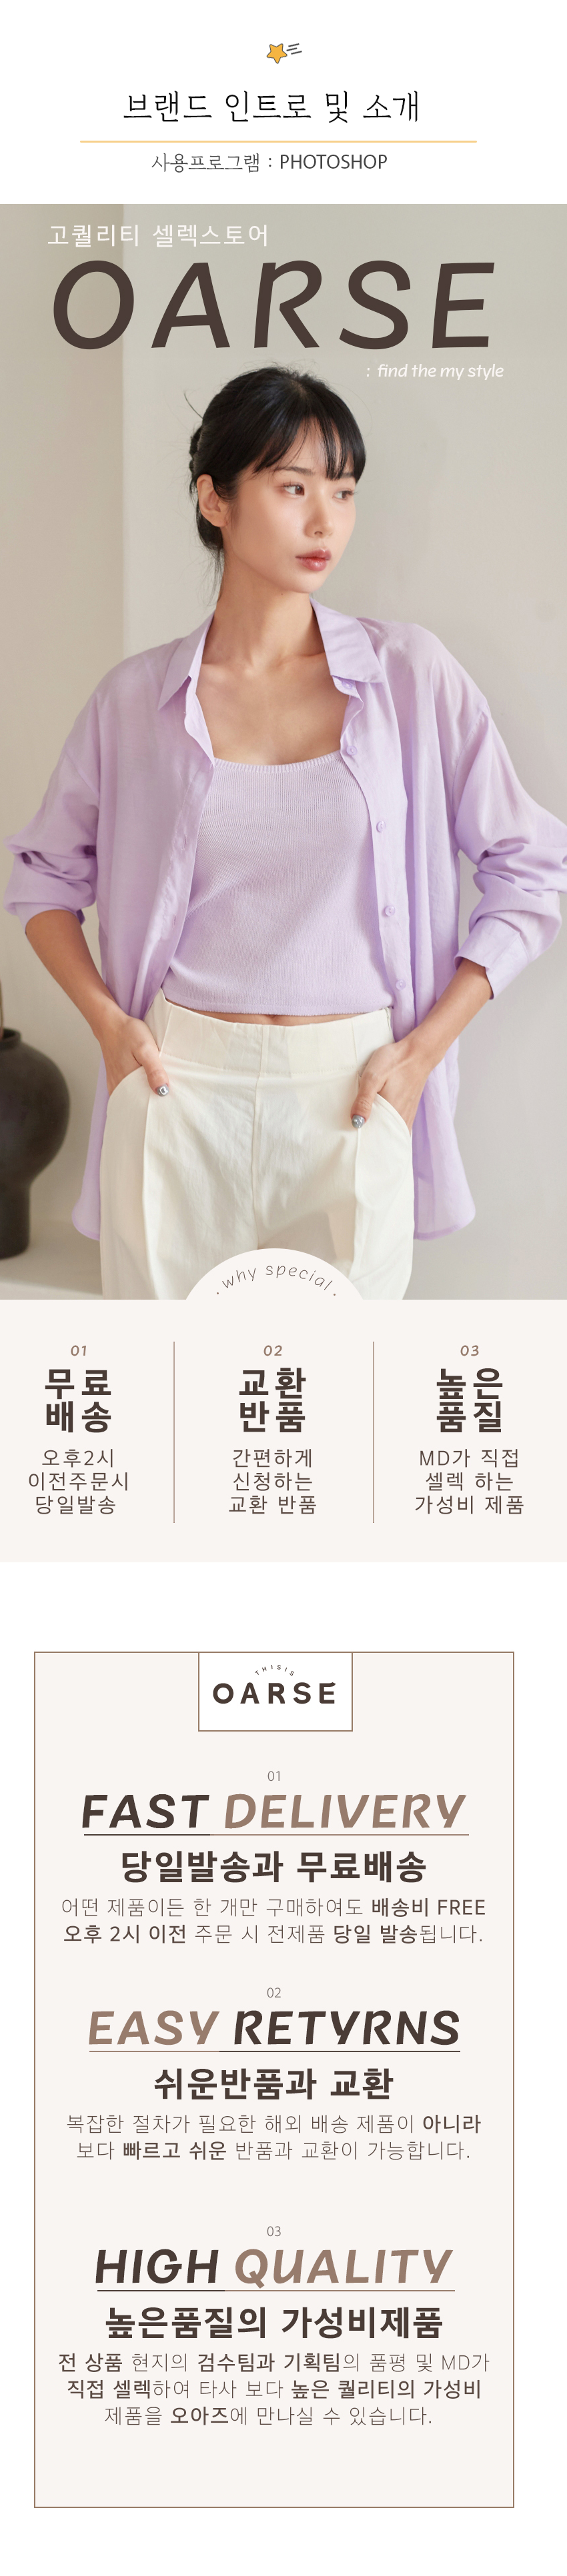 브랜드 인트로 및 소개
사용프로그램 : PHOTOSHOP
고퀄리티 셀렉스토어
OARSE
: find the my style
· why special ·
01
무료
배송
오후2시
이전주문시
당일발송
02
교환
반품
간편하게
신청하는
교환 반품
03
높은
품질
MD가 직접
셀렉 하는
가성비 제품
THISIS
OARSE
01
FAST DELIVERY
당일발송과 무료배송
어떤 제품이든 한 개만 구매하여도 배송비 FREE
오후 2시 이전 주문 시 전제품 당일 발송됩니다.
02
EASY RETYRNS
쉬운반품과 교환
복잡한 절차가 필요한 해외 배송 제품이 아니라
보다 빠르고 쉬운 반품과 교환이 가능합니다.
03
HIGH QUALITY
높은품질의 가성비제품
전 상품 현지의 검수팀과 기획팀의 품평 및 MD가
직접 셀렉하여 타사 보다 높은 퀄리티의 가성비
제품을 오아즈에 만나실 수 있습니다.